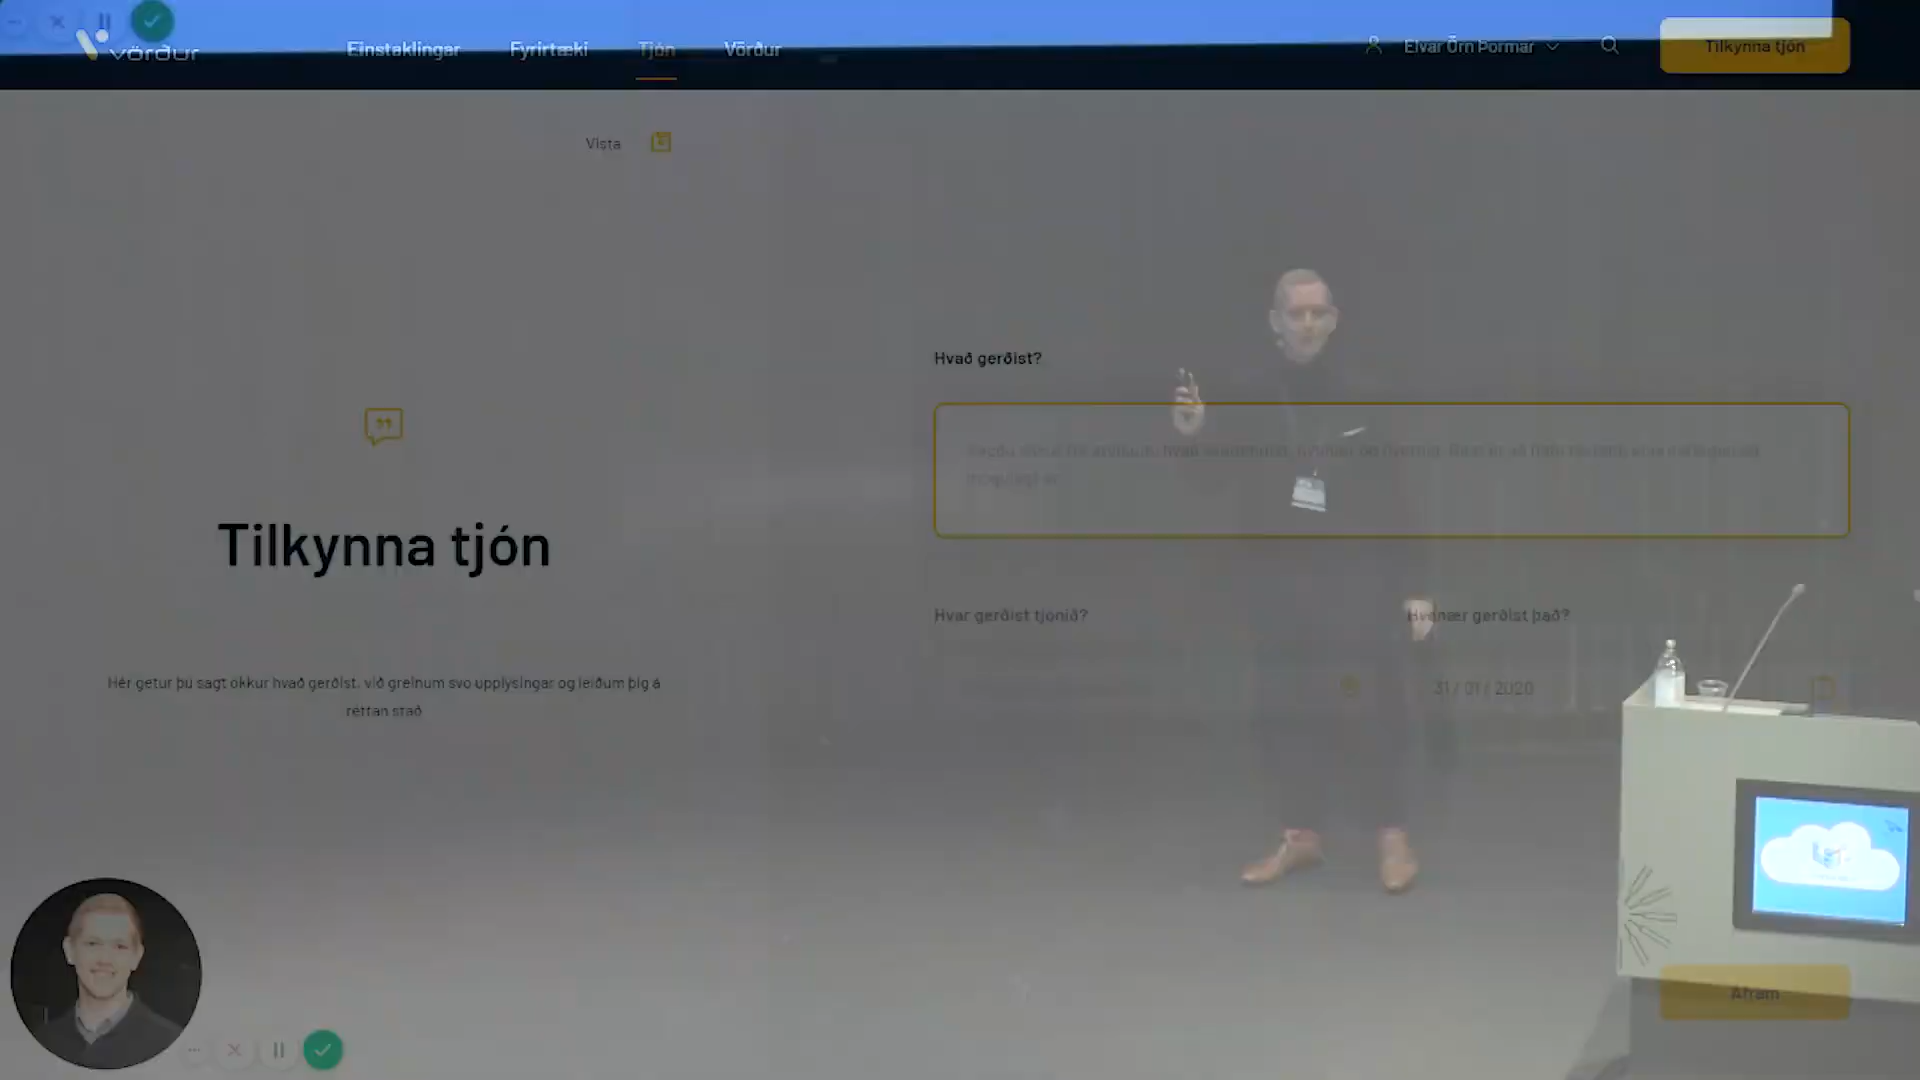 vörður
Einstaklingar
Fyrirtæki
Tjón
Vörður
Elvar Örn Þormar
Tilkynna tjón
Vista
Hvað gerðist?
Tilkynna tjón
Hvar gerðist tjónið?
Hvenær gerðist það?
31 / 01 / 2020
Hér getur þú sagt okkur hvað gerðist, við greinum svo upplýsingar og leiðum þig á
réttan stað
Áfram